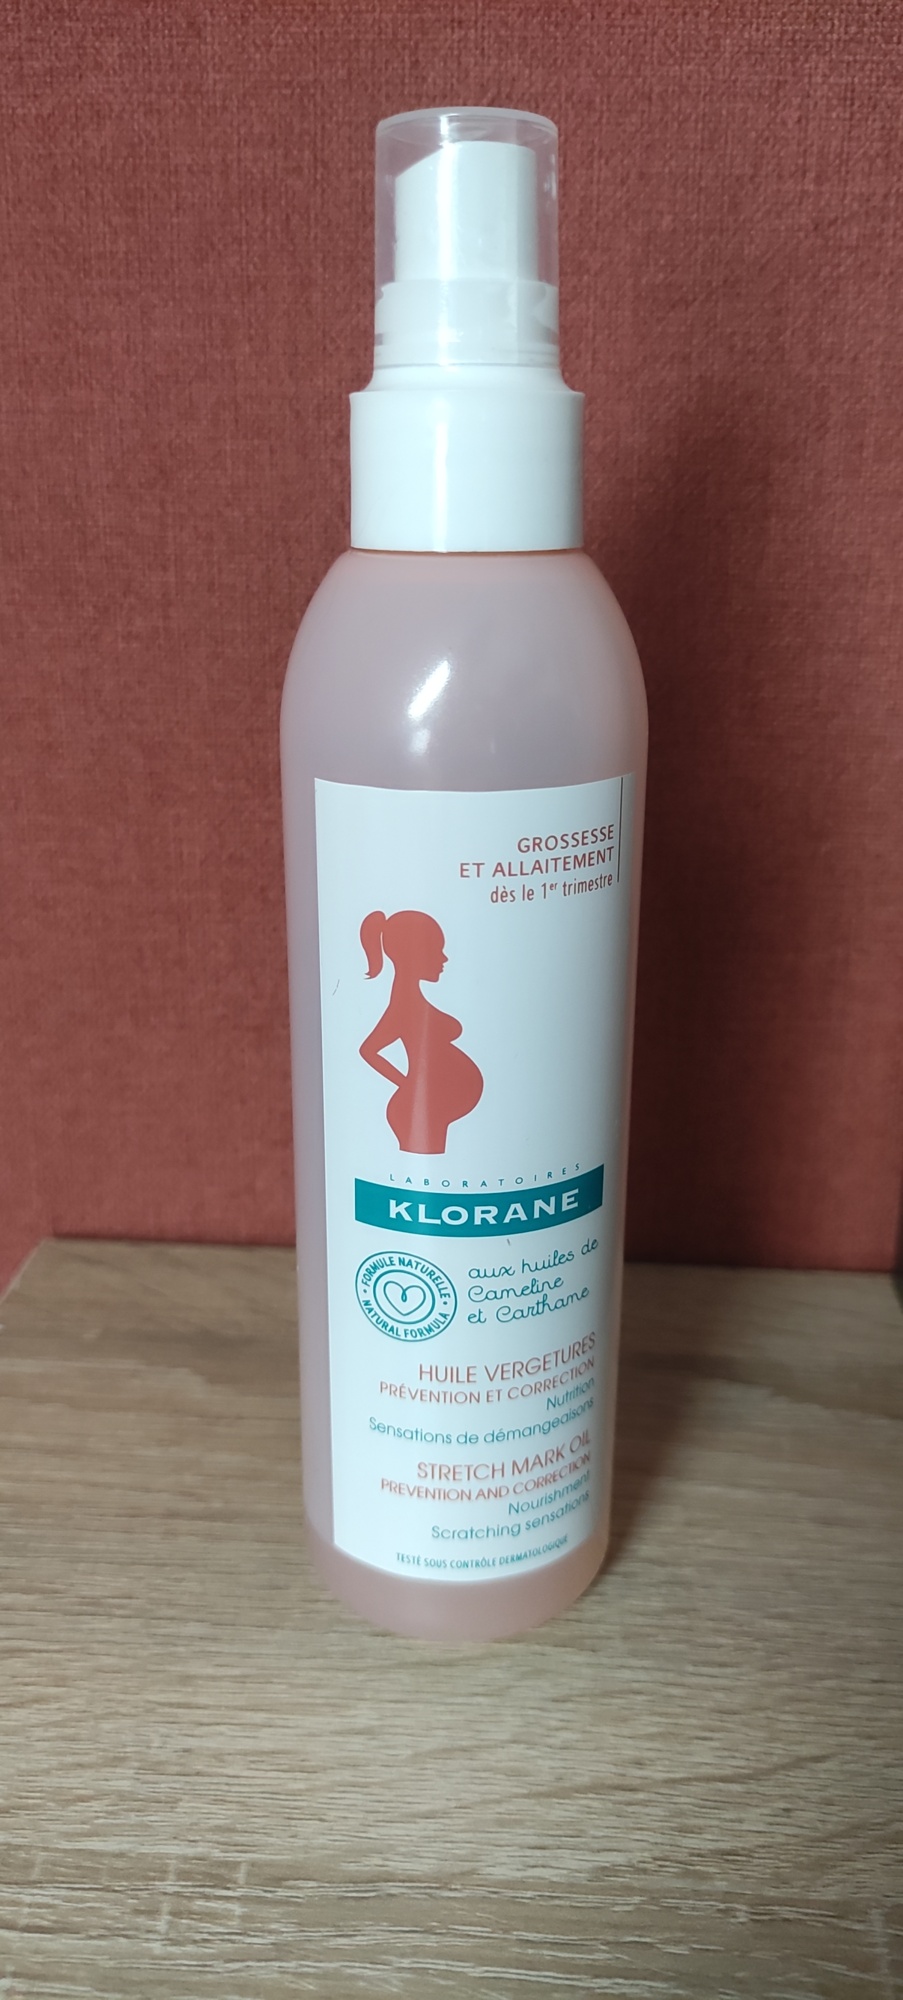 GROSSESSE
ET ALLAITEMENT
dès le 1er trimestre
LABORATOIRES
KLORANE
FORMULE NATURELLE
NATURAL FORMULA
aux huiles de
Cameline
et Carthame
HUILE VERGETURES
PRÉVENTION ET CORRECTION
Nutrition
Sensations de démangeaisons
STRETCH MARK OIL
PREVENTION AND CORRECTION
Nourishment
Scratching sensations
TESTÉ SOUS CONTRÔLE DERMATOLOGIQUE